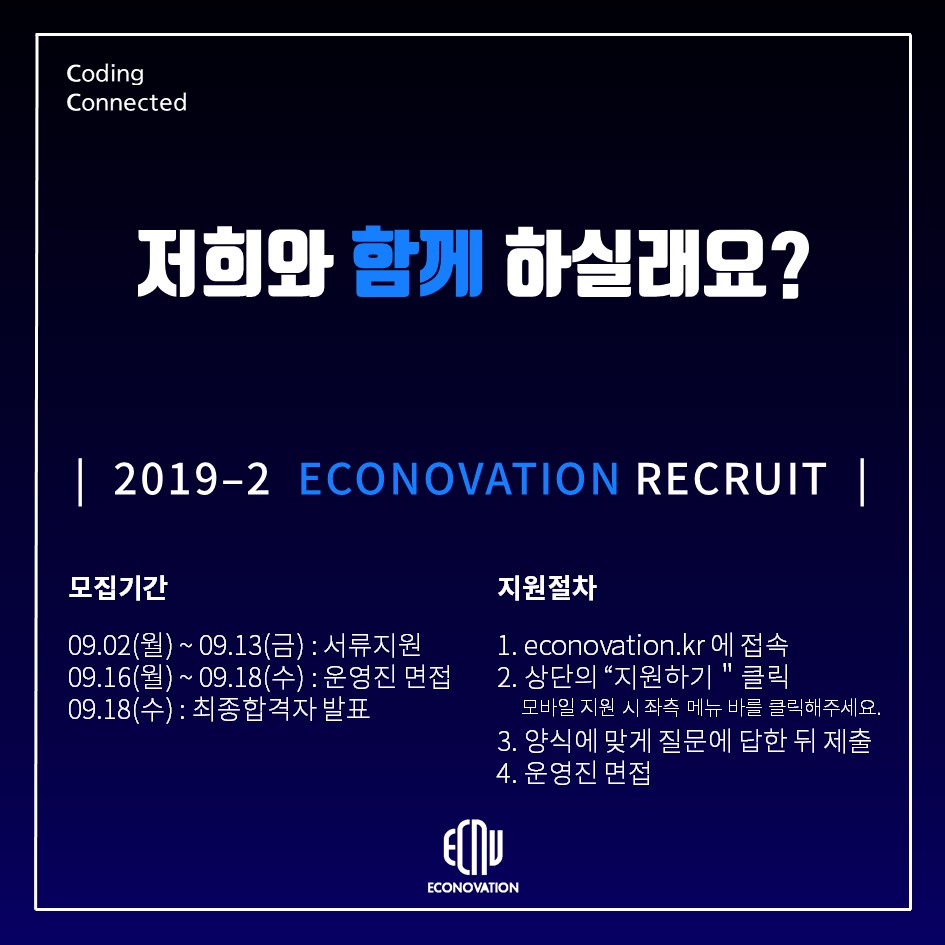 Coding
Connected
저희와 함께 하실래요?
| 2019-2 ECONOVATION RECRUIT |
모집기간
09.02(월) ~ 09.13(금) : 서류지원
09.16(월) ~ 09.18(수) : 운영진 면접
09.18(수) : 최종합격자 발표
지원절차
1. econovation.kr 에 접속
2. 상단의 “지원하기 " 클릭
모바일 지원 시 좌측 메뉴 바를 클릭해주세요.
3. 양식에 맞게 질문에 답한 뒤 제출
4. 운영진 면접
ECNV
ECONOVATION